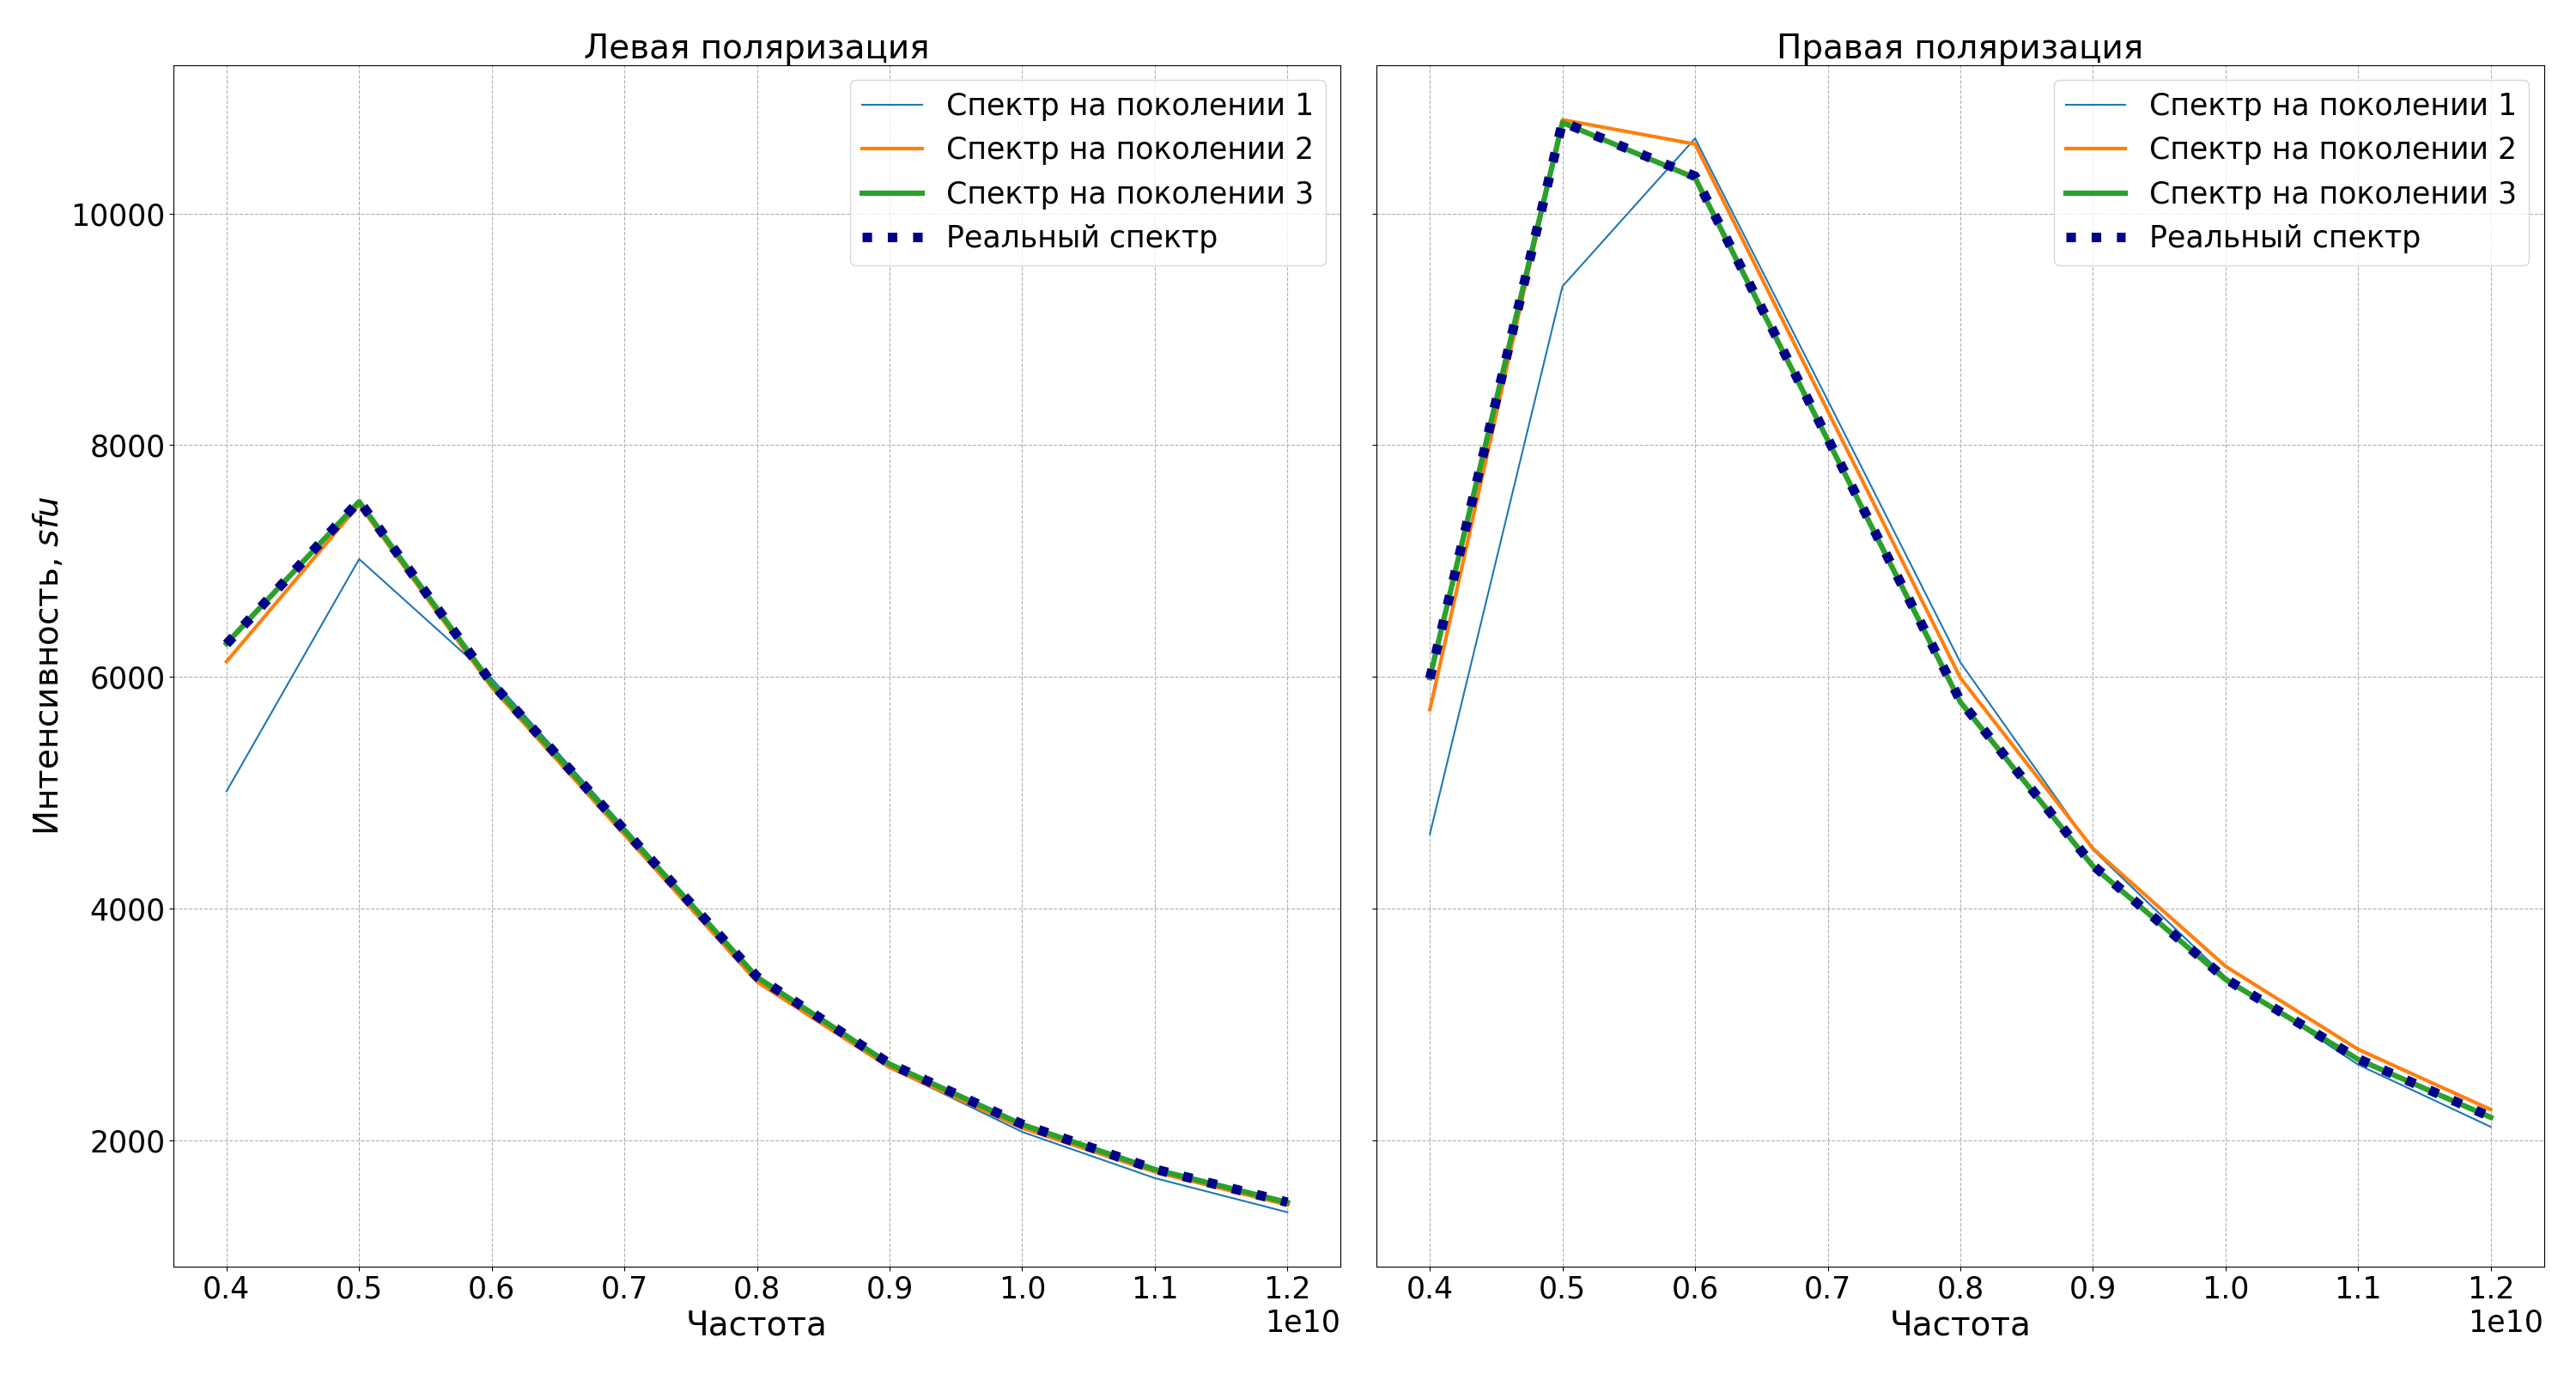 Левая поляризация
Спектр на поколении 1
Спектр на поколении 2
Спектр на поколении 3
Реальный спектр
Интенсивность, sfu
10000
8000
6000
4000
2000
0.4 0.5 0.6 0.7 0.8 0.9 1.0 1.1 1.2
1e10
Частота
Правая поляризация
Спектр на поколении 1
Спектр на поколении 2
Спектр на поколении 3
Реальный спектр
0.4 0.5 0.6 0.7 0.8 0.9 1.0 1.1 1.2
1e10
Частота